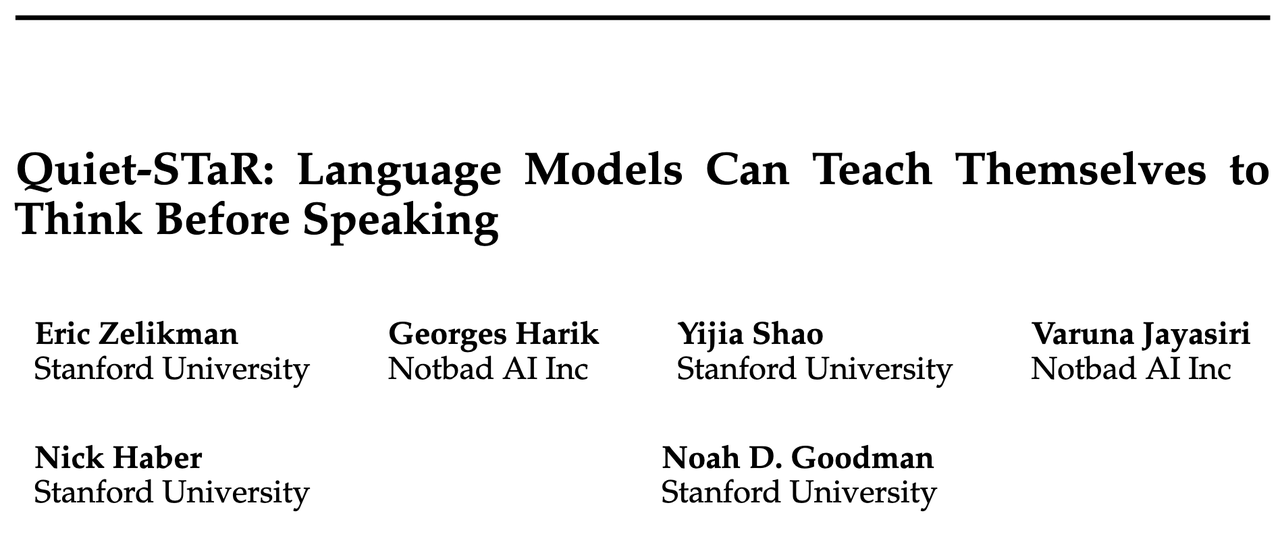 Quiet-STaR: Language Models Can Teach Themselves to
Think Before Speaking
Eric Zelikman
Stanford University
Georges Harik
Notbad AI Inc
Yijia Shao
Stanford University
Varuna Jayasiri
Notbad AI Inc
Nick Haber
Stanford University
Noah D. Goodman
Stanford University